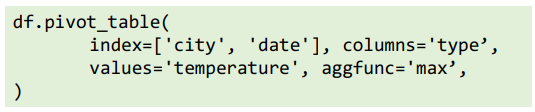 df.pivot_table(
index=['city', 'date'], columns='type’,
values='temperature', aggfunc='max’,
)